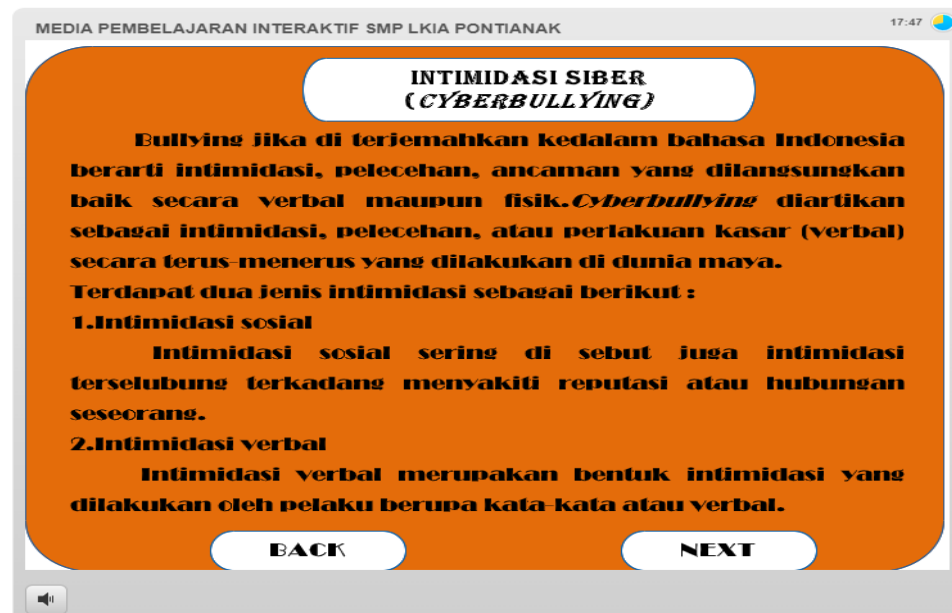 MEDIA PEMBELAJARAN INTERAKTIF SMP LKIA PONTIANAK
17:47
INTIMIDASI SIBER
(CYBERBULLYING)
Bullying jika di terjemahkan kedalam bahasa Indonesia
berarti intimidasi, pelecehan, ancaman yang dilangsungkan
baik secara verbal maupun fisik.Cyberbullying diartikan
sebagai intimidasi, pelecehan, atau perlakuan kasar (verbal)
secara terus-menerus yang dilakukan di dunia maya.
Terdapat dua jenis intimidasi sebagai berikut :
1.Intimidasi sosial
Intimidasi sosial sering di sebut juga intimidasi
terselubung terkadang menyakiti reputasi atau hubungan
seseorang.
2.Intimidasi verbal
Intimidasi verbal merupakan bentuk intimidasi yang
dilakukan oleh pelaku berupa kata-kata atau verbal.
BACK
NEXT